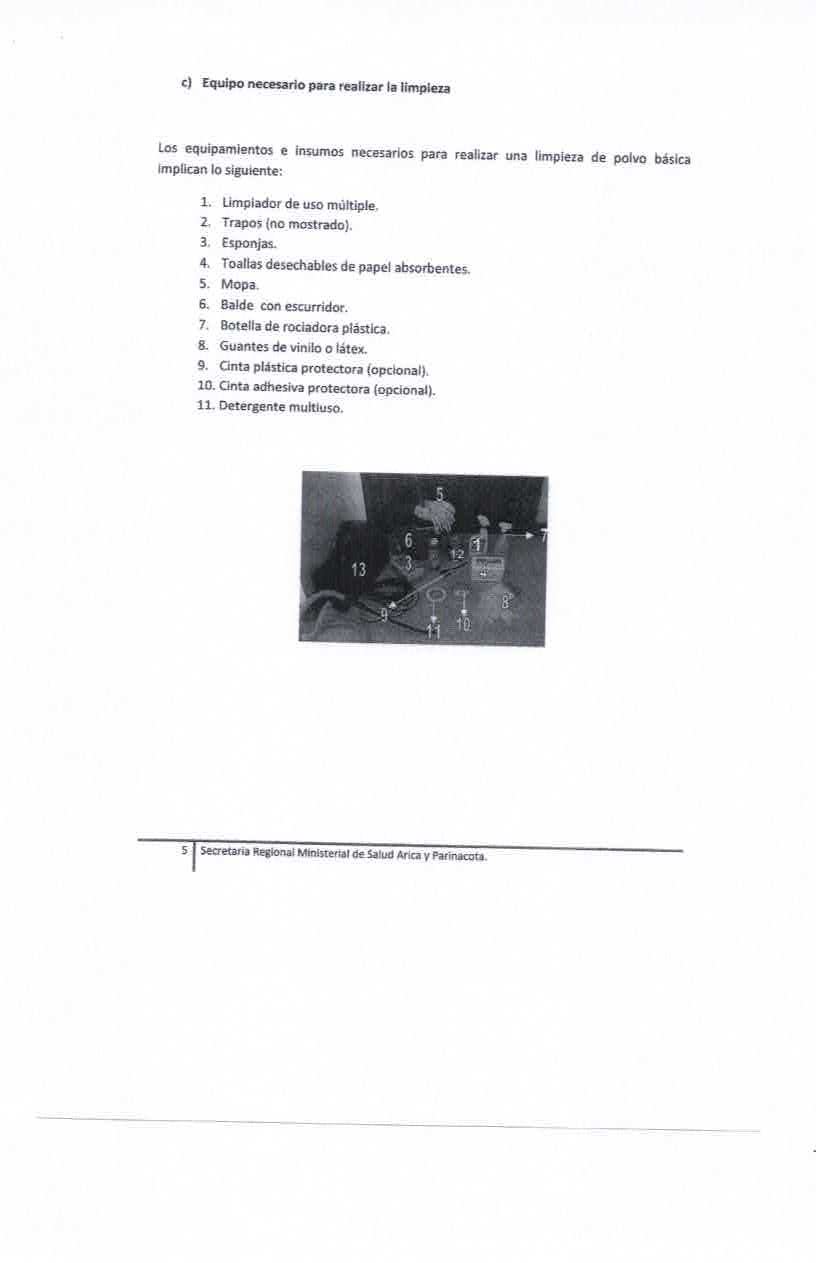 c) Equipo necesario para realizar la limpieza
Los equipamientos e insumos necesarios para realizar una limpieza de polvo básica
implican lo siguiente:
1. Limpiador de uso múltiple.
2. Trapos (no mostrado).
3. Esponjas.
4. Toallas desechables de papel absorbentes.
5. Mopa.
6. Balde con escurridor.
7. Botella de rociadora plástica.
8. Guantes de vinilo o látex.
9. Cinta plástica protectora (opcional).
10. Cinta adhesiva protectora (opcional).
11. Detergente multiuso.
5
6
1
7
12
3
13
4
8
9
10
11
5 Secretaria Regional Ministerial de Salud Arica y Parinacota.